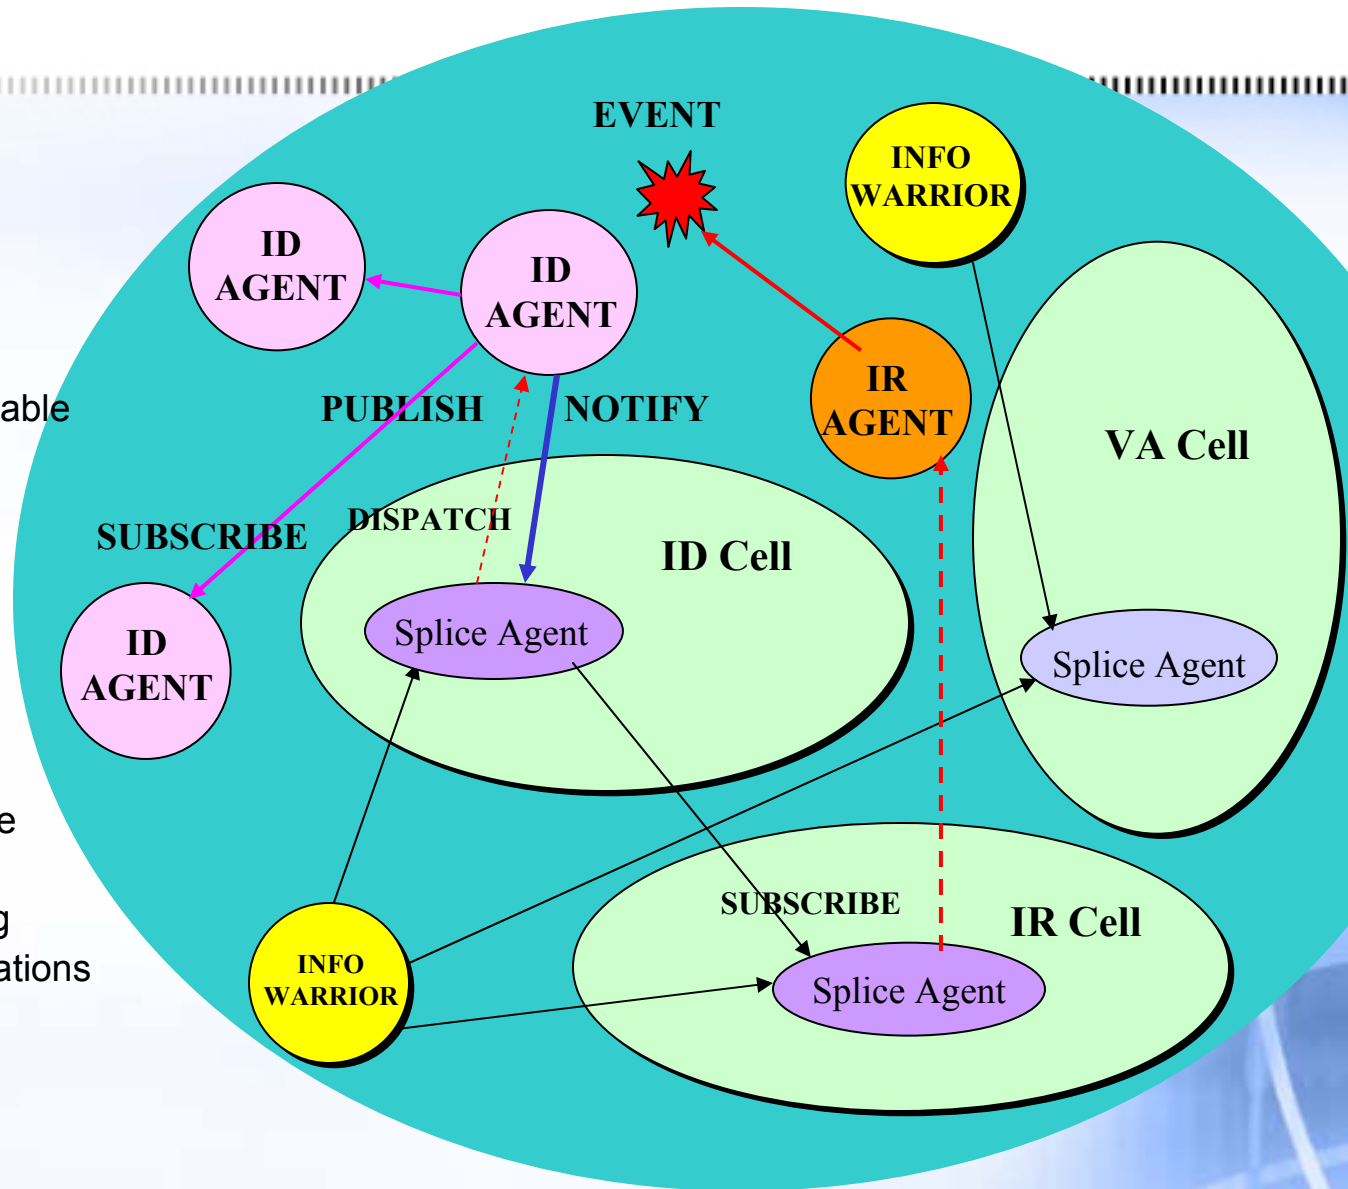 EVENT
INFO
WARRIOR
ID
AGENT
ID
AGENT
IR
AGENT
able
PUBLISH
NOTIFY
VA Cell
DISPATCH
SUBSCRIBE
ID Cell
Splice Agent
ID
AGENT
Splice Agent
e
SUBSCRIBE
g
IR Cell
ations
INFO
WARRIOR
Splice Agent